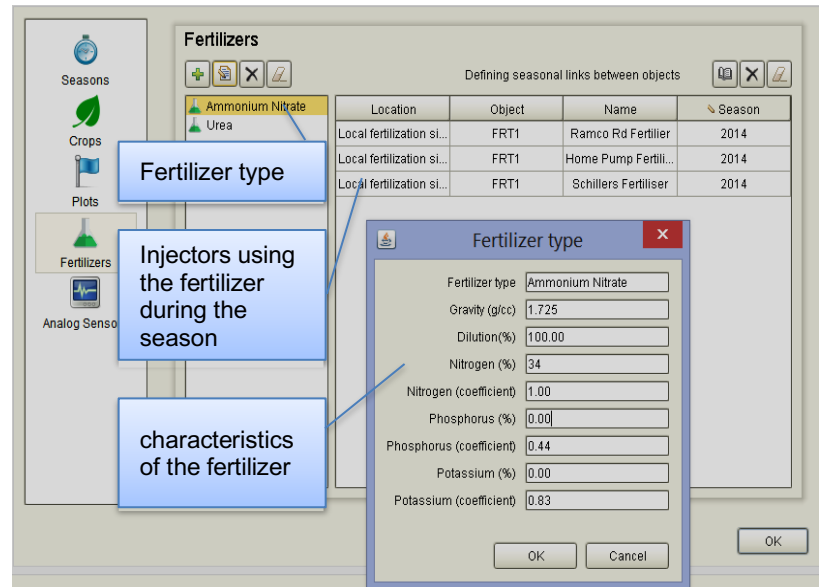 Fertilizers
Seasons
Crops
Plots
Fertilizers
Analog Senso
Defining seasonal links between objects
Ammonium Nitrate
Urea
Location Object Name Season
Local fertilization si... FRT1 Ramco Rd Fertilier 2014
Local fertilization si... FRT1 Home Pump Fertili... 2014
Local fertilization si... FRT1 Schillers Fertiliser 2014
Fertilizer type
Injectors using
the fertilizer
during the
season
characteristics
of the fertilizer
Fertilizer type
Fertilizer type Ammonium Nitrate
Gravity (g/cc) 1.725
Dilution(%) 100.00
Nitrogen (%) 34
Nitrogen (coefficient) 1.00
Phosphorus (%) 0.00
Phosphorus (coefficient) 0.44
Potassium (%) 0.00
Potassium (coefficient) 0.83
OK Cancel
OK